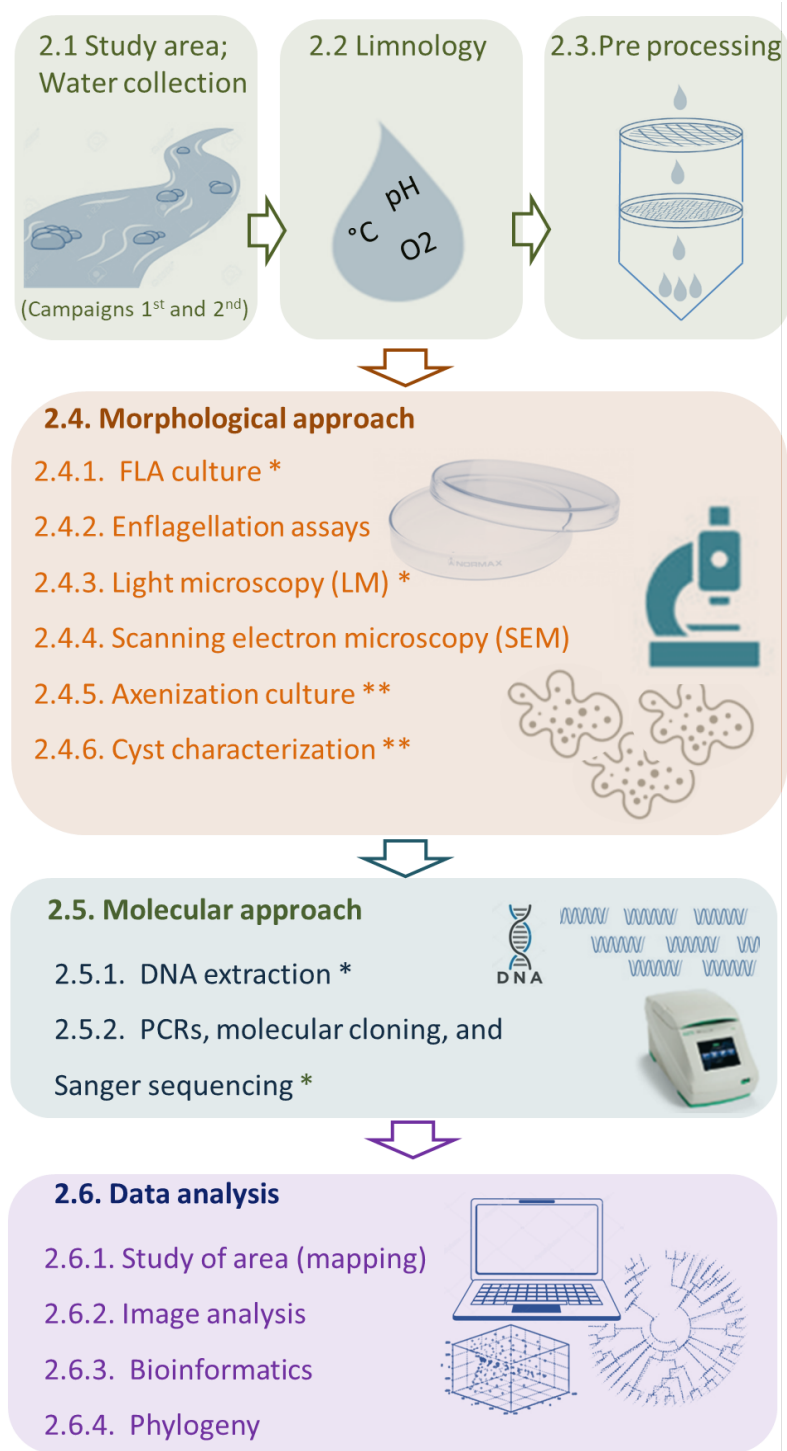 2.1 Study area;
Water collection
(Campaigns 1st and 2nd)
2.2 Limnology
°C
pH
O2
2.3.Pre processing
2.4. Morphological approach
2.4.1.  FLA culture *
2.4.2. Enflagellation assays
2.4.3. Light microscopy (LM) *
2.4.4. Scanning electron microscopy (SEM)
2.4.5. Axenization culture **
2.4.6. Cyst characterization **
NORMAX
2.5. Molecular approach
2.5.1.  DNA extraction *
2.5.2.  PCRs, molecular cloning, and
Sanger sequencing *
DNA
2.6. Data analysis
2.6.1. Study of area (mapping)
2.6.2. Image analysis
2.6.3.  Bioinformatics
2.6.4.  Phylogeny